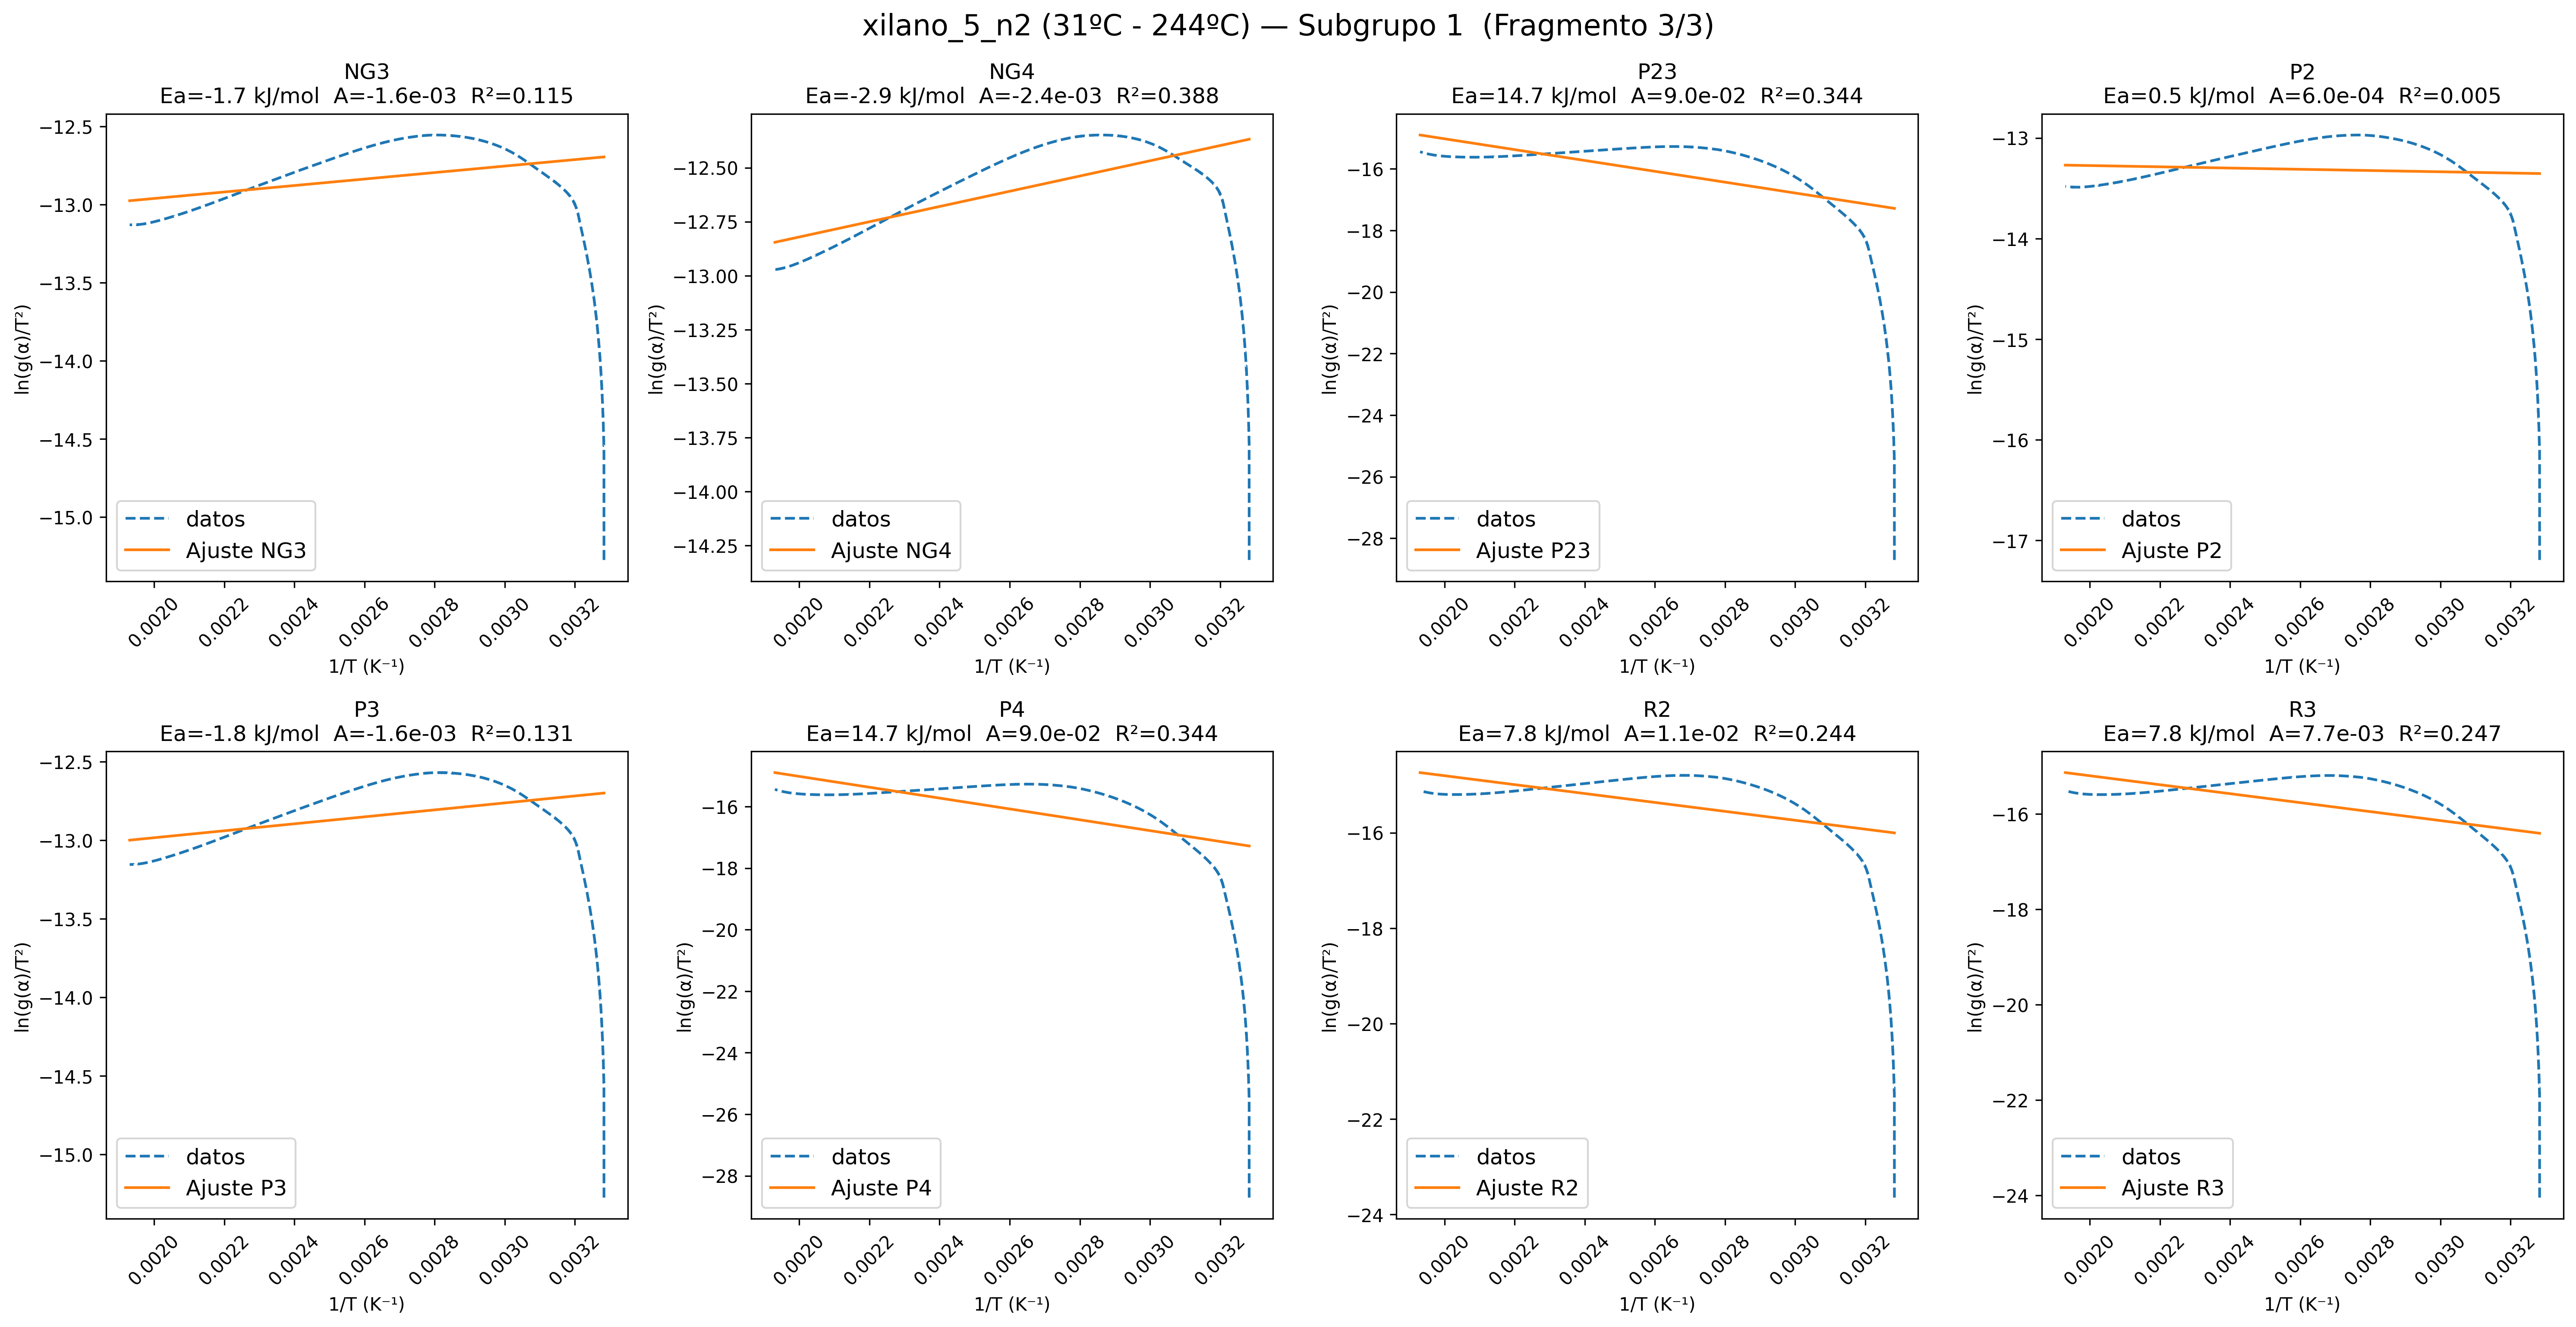 xilano_5_n2 (31ºC - 244ºC) — Subgrupo 1  (Fragmento 3/3)
NG3
Ea=-1.7 kJ/mol  A=-1.6e-03  R²=0.115
−12.5
−13.0
−13.5
−14.0
−14.5
−15.0
ln(g(α)/T²)
datos
Ajuste NG3
0.0020
0.0022
0.0024
0.0026
0.0028
0.0030
0.0032
1/T (K⁻¹)
NG4
Ea=-2.9 kJ/mol  A=-2.4e-03  R²=0.388
−12.50
−12.75
−13.00
−13.25
−13.50
−13.75
−14.00
−14.25
ln(g(α)/T²)
datos
Ajuste NG4
0.0020
0.0022
0.0024
0.0026
0.0028
0.0030
0.0032
1/T (K⁻¹)
P23
Ea=14.7 kJ/mol  A=9.0e-02  R²=0.344
−16
−18
−20
−22
−24
−26
−28
ln(g(α)/T²)
datos
Ajuste P23
0.0020
0.0022
0.0024
0.0026
0.0028
0.0030
0.0032
1/T (K⁻¹)
P2
Ea=0.5 kJ/mol  A=6.0e-04  R²=0.005
−13
−14
−15
−16
−17
ln(g(α)/T²)
datos
Ajuste P2
0.0020
0.0022
0.0024
0.0026
0.0028
0.0030
0.0032
1/T (K⁻¹)
P3
Ea=-1.8 kJ/mol  A=-1.6e-03  R²=0.131
−12.5
−13.0
−13.5
−14.0
−14.5
−15.0
ln(g(α)/T²)
datos
Ajuste P3
0.0020
0.0022
0.0024
0.0026
0.0028
0.0030
0.0032
1/T (K⁻¹)
P4
Ea=14.7 kJ/mol  A=9.0e-02  R²=0.344
−16
−18
−20
−22
−24
−26
−28
ln(g(α)/T²)
datos
Ajuste P4
0.0020
0.0022
0.0024
0.0026
0.0028
0.0030
0.0032
1/T (K⁻¹)
R2
Ea=7.8 kJ/mol  A=1.1e-02  R²=0.244
−16
−18
−20
−22
−24
ln(g(α)/T²)
datos
Ajuste R2
0.0020
0.0022
0.0024
0.0026
0.0028
0.0030
0.0032
1/T (K⁻¹)
R3
Ea=7.8 kJ/mol  A=7.7e-03  R²=0.247
−16
−18
−20
−22
−24
ln(g(α)/T²)
datos
Ajuste R3
0.0020
0.0022
0.0024
0.0026
0.0028
0.0030
0.0032
1/T (K⁻¹)